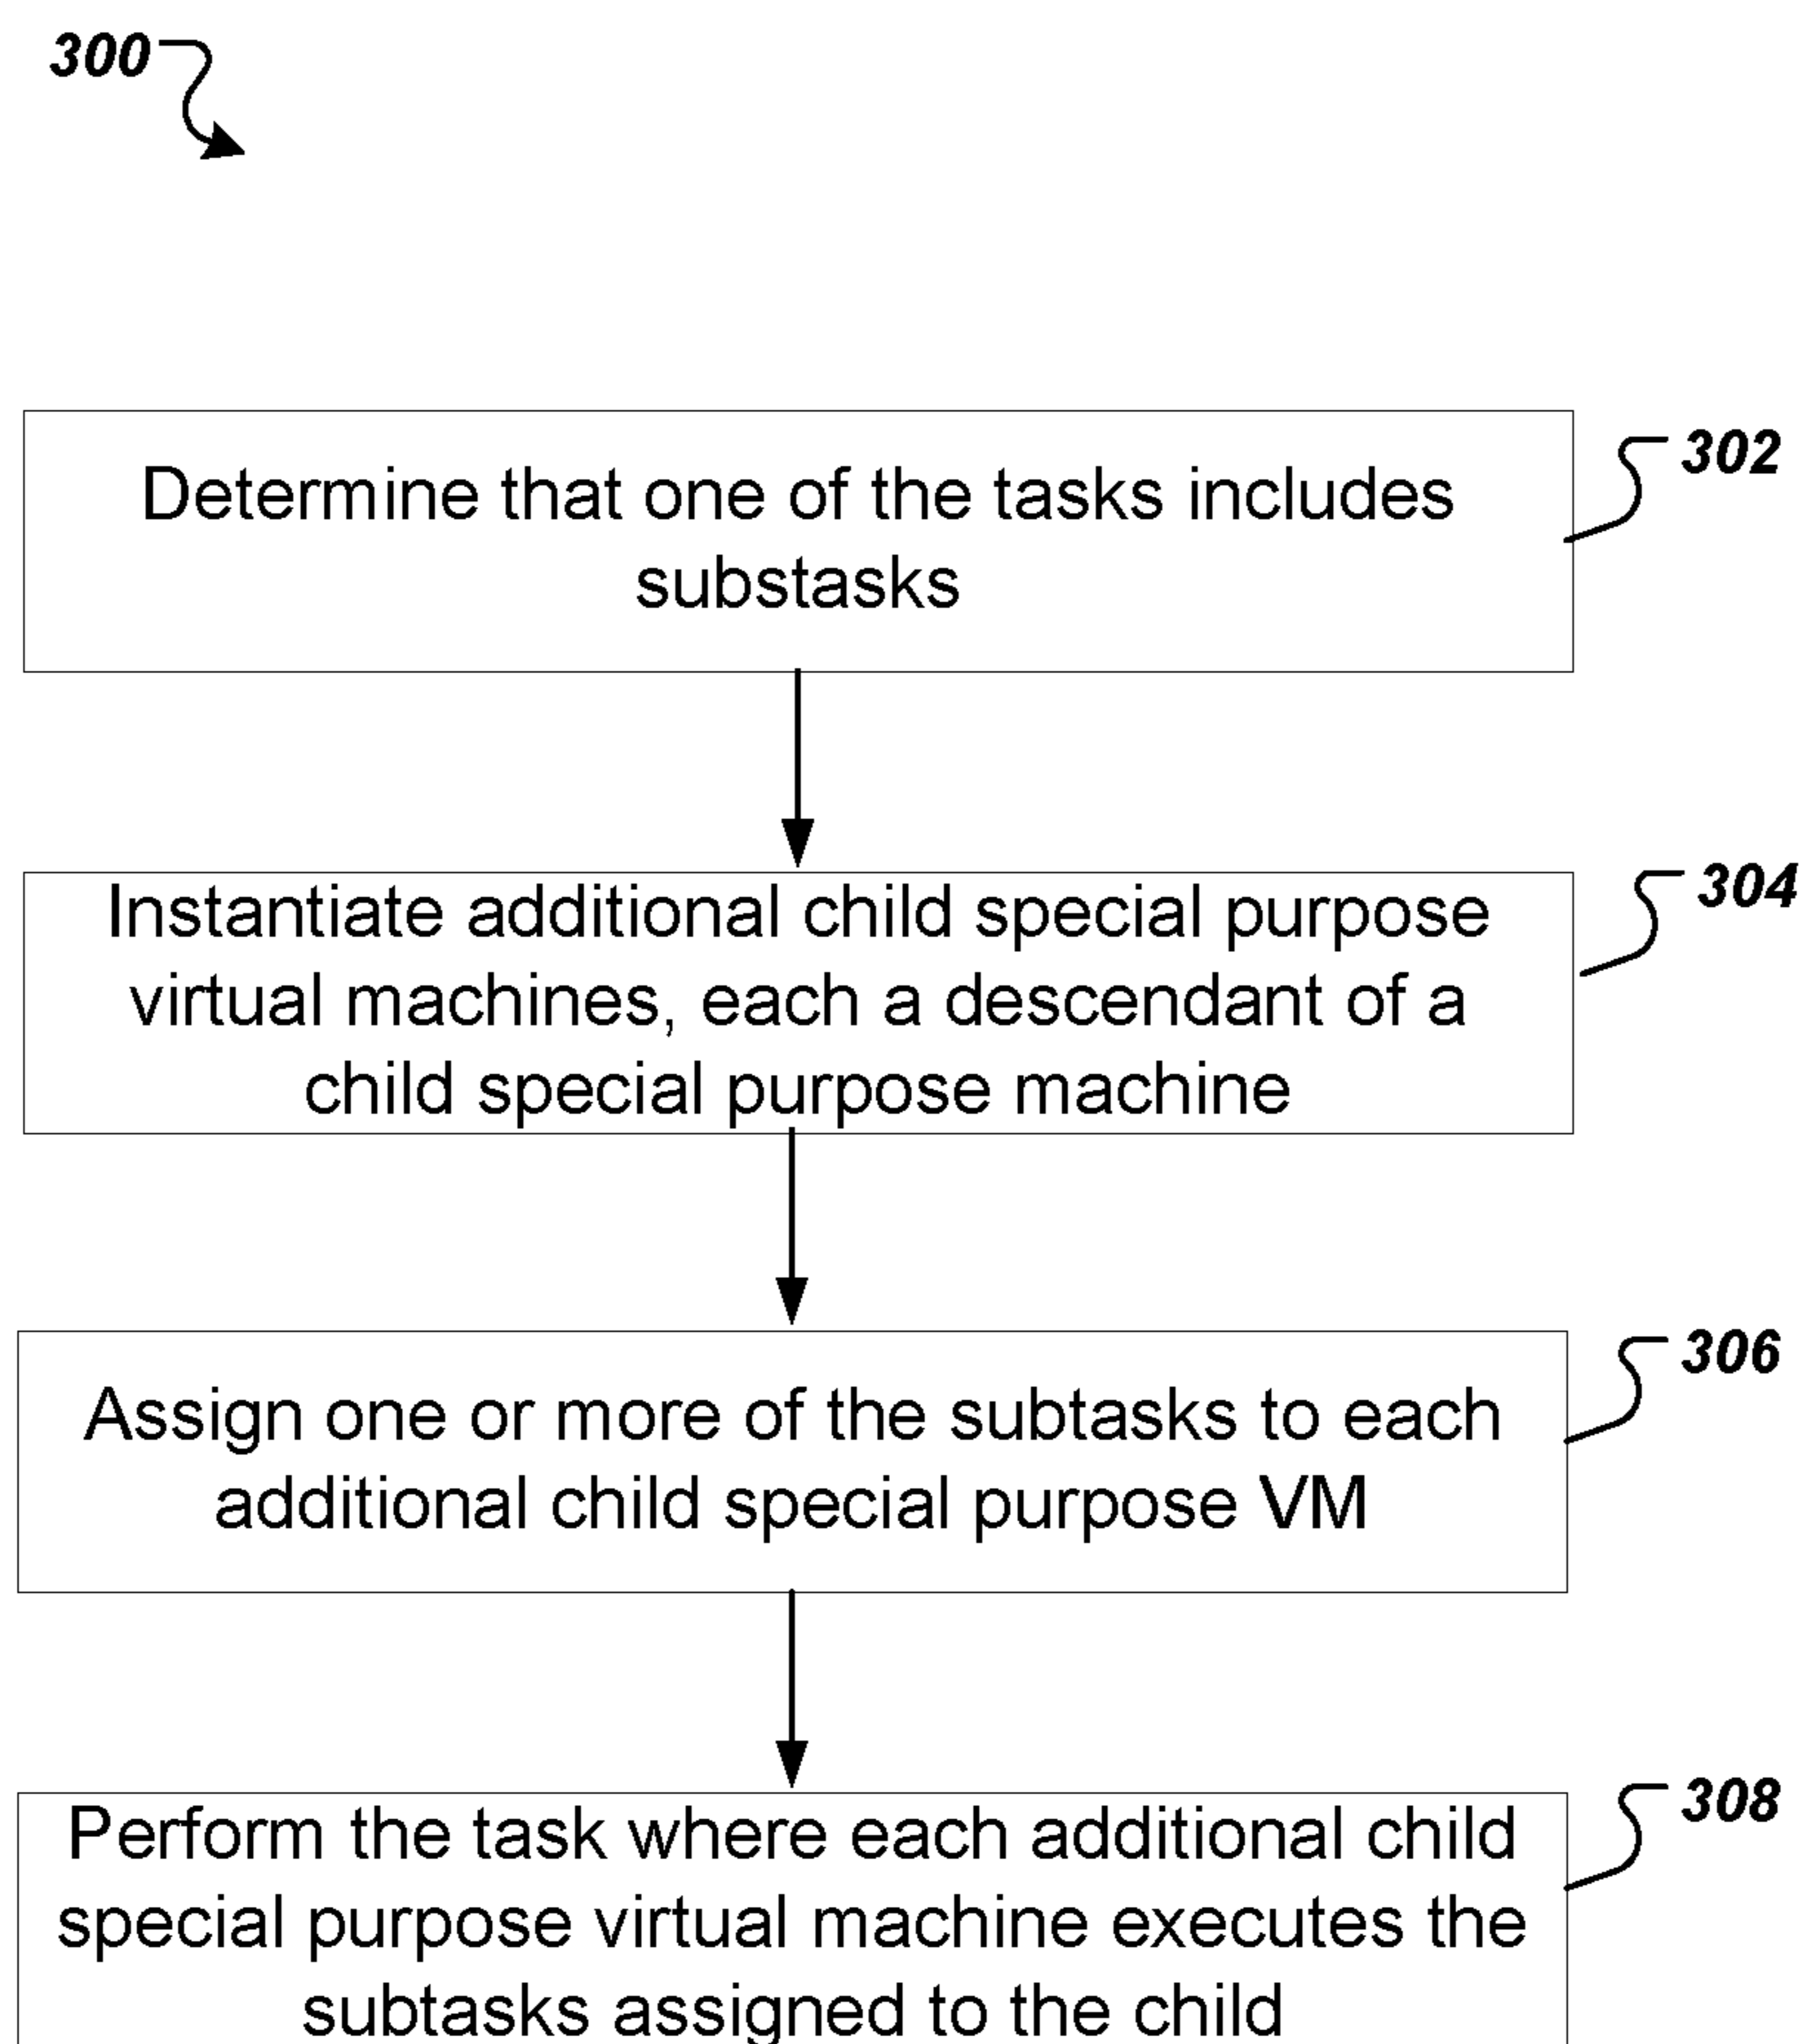 300
Determine that one of the tasks includes
substasks
302
Instantiate additional child special purpose
virtual machines, each a descendant of a
child special purpose machine
304
Assign one or more of the subtasks to each
additional child special purpose VM
306
Perform the task where each additional child
special purpose virtual machine executes the
subtasks assigned to the child
308